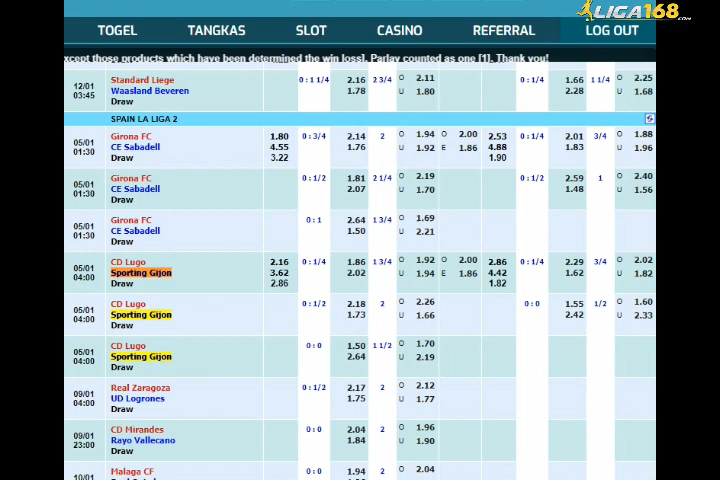 LIGA168.COM
TOGEL TANGKAS SLOT CASINO REFERRAL LOG OUT
xcept those products which have been determined the win loss]. Parlay counted as one [1]. Thank you!
Standard Liege 0 : 1 1/4 2.16 2 3/4 O 2.11 0 : 1/4 1.66 1 1/4 O 2.25
12/01 03:45 Waasland Beveren 1.78 U 1.80 2.28 U 1.68
Draw
SPAIN LA LIGA 2
Girona FC 1.80 0 : 3/4 2.14 2 O 1.94 O 2.00 2.53 0 : 1/4 2.01 3/4 O 1.88
05/01 01:30 CE Sabadell 4.55 1.76 U 1.92 E 1.86 4.88 1.83 U 1.96
Draw 3.22 1.90
Girona FC 0 : 1/2 1.81 2 1/4 O 2.19 0 : 1/2 2.59 1 O 2.40
05/01 01:30 CE Sabadell 2.07 U 1.70 1.48 U 1.56
Draw
Girona FC 0 : 1 2.64 1 3/4 O 1.69
05/01 01:30 CE Sabadell 1.50 U 2.21
Draw
CD Lugo 2.16 0 : 1/4 1.86 1 3/4 O 1.92 O 2.00 2.86 0 : 1/4 2.29 3/4 O 2.02
05/01 04:00 Sporting Gijon 3.62 2.02 U 1.94 E 1.86 4.42 1.62 U 1.82
Draw 2.86 1.82
CD Lugo 0 : 1/2 2.18 2 O 2.26 0 : 0 1.55 1/2 O 1.60
05/01 04:00 Sporting Gijon 1.73 U 1.66 2.42 U 2.33
Draw
CD Lugo 0 : 0 1.50 1 1/2 O 1.70
05/01 04:00 Sporting Gijon 2.64 U 2.19
Draw
Real Zaragoza 0 : 1/2 2.17 2 O 2.12
09/01 04:00 UD Logrones 1.75 U 1.77
Draw
CD Mirandes 0 : 0 2.04 2 O 1.96
09/01 23:00 Rayo Vallecano 1.84 U 1.90
Draw
Malaga CF 0 : 0 1.94 2 O 2.04
10/01